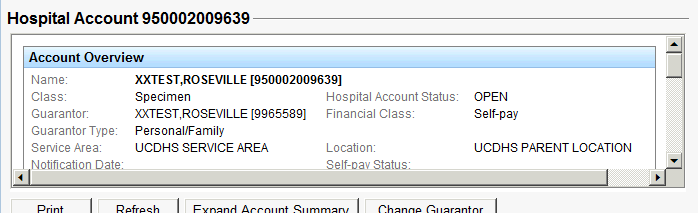 Hospital Account 950002009639
Account Overview
Name: XXTEST,ROSEVILLE [950002009639]
Class: Specimen Hospital Account Status: OPEN
Guarantor: XXTEST,ROSEVILLE [9965589] Financial Class: Self-pay
Guarantor Type: Personal/Family
Service Area: UCDHS SERVICE AREA Location: UCDHS PARENT LOCATION
Notification Date: Self-pay Status:
Print Refresh Expand Account Summary Change Guarantor